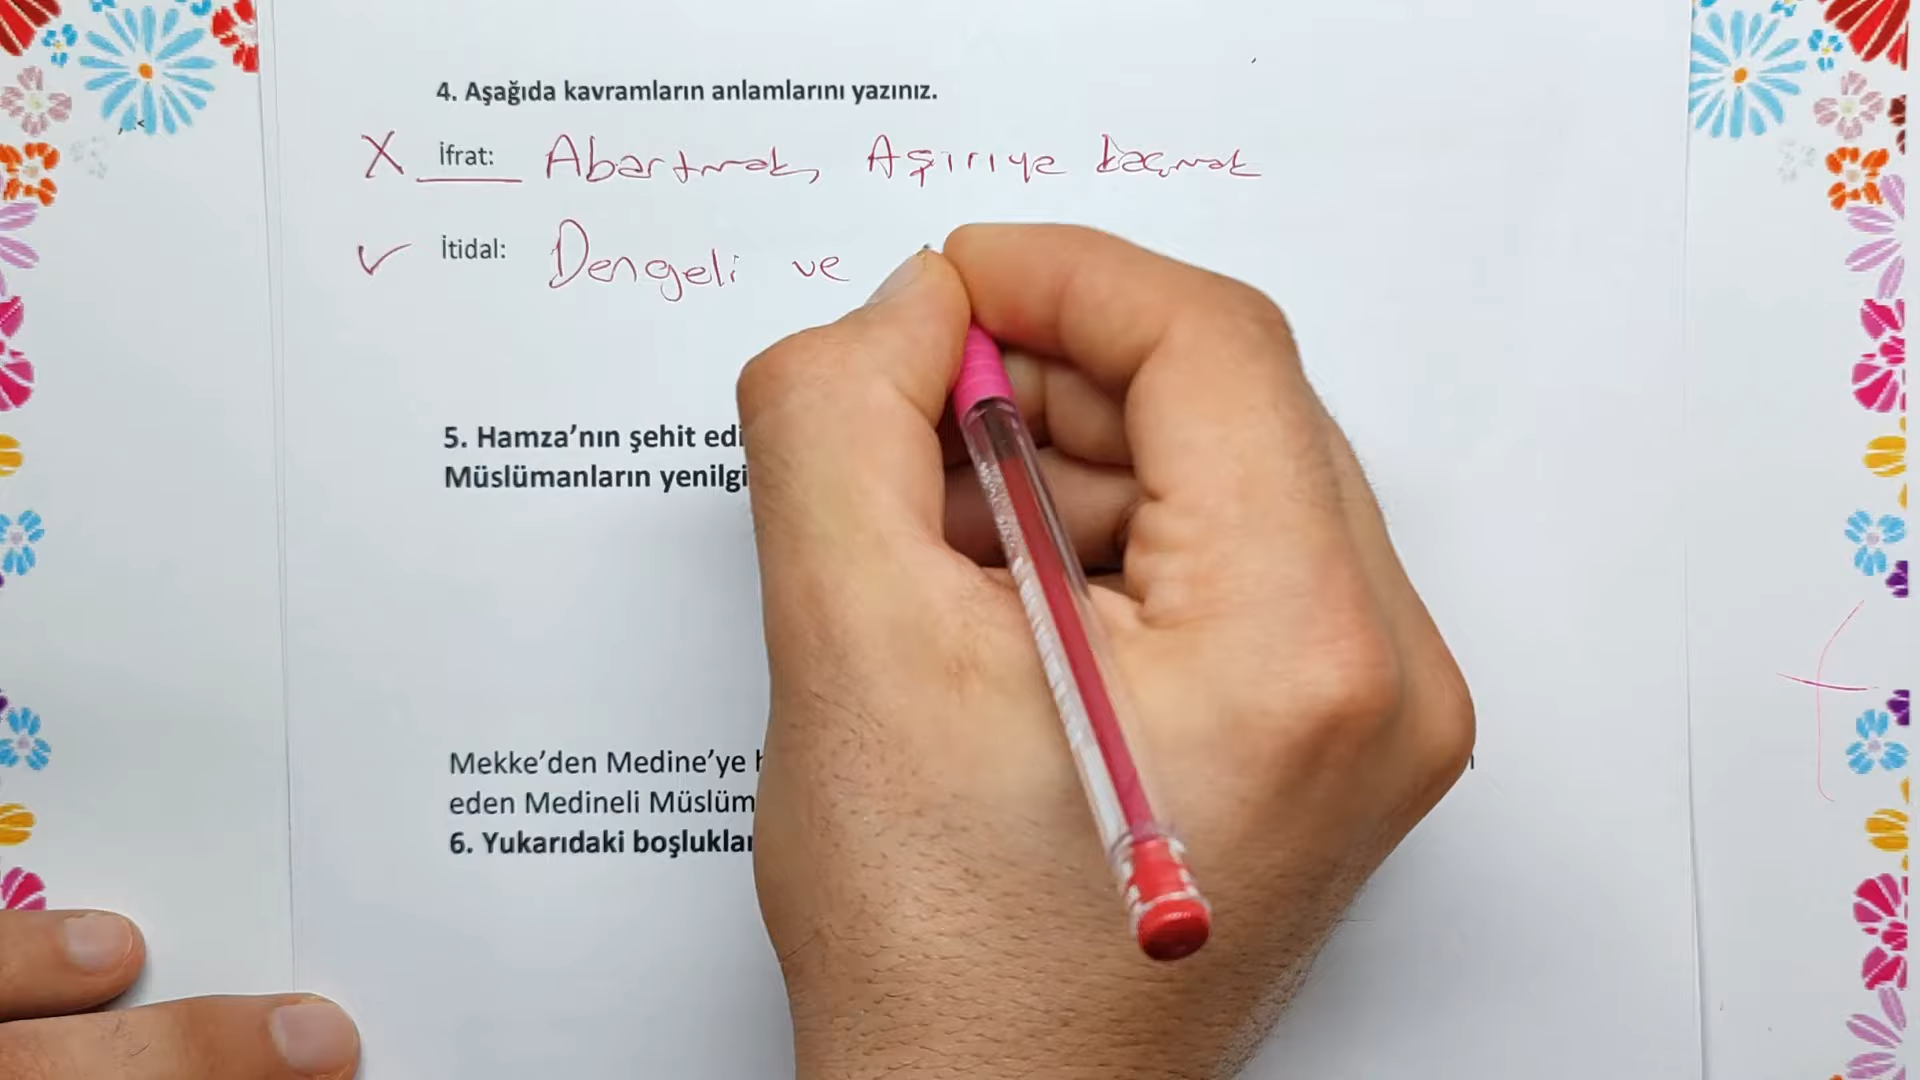 4. Aşağıda kavramların anlamlarını yazınız.
X İfrat: Abartmak, Aşırıya kaçmak
✓ İtidal: Dengeli ve
5. Hamza’nın şehit edi
Müslümanların yenilgi
Mekke’den Medine’ye
eden Medineli Müslüm
6. Yukarıdaki boşluklar